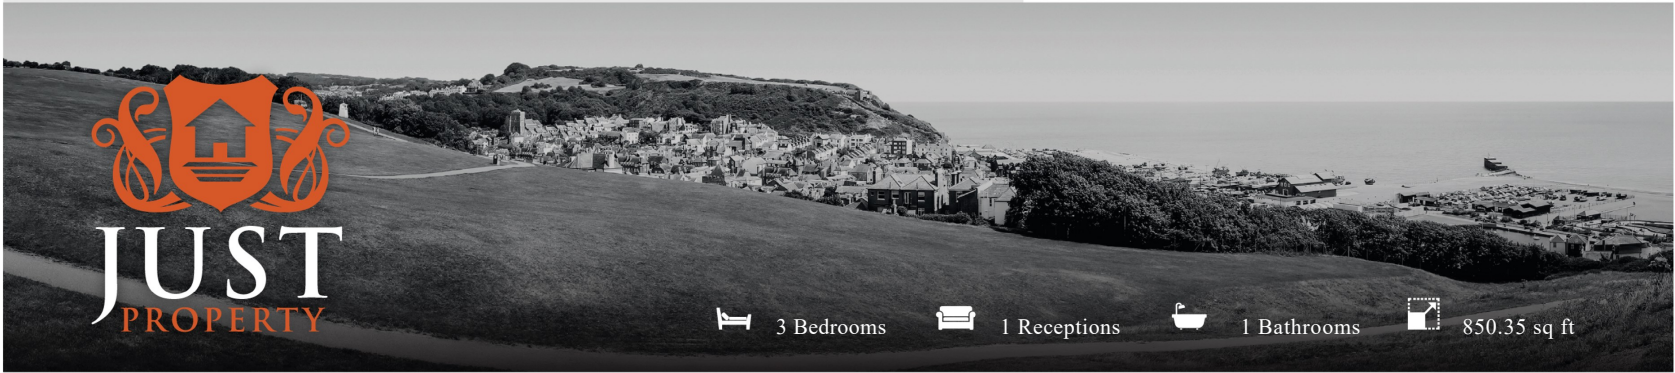 JUST
PROPERTY
3 Bedrooms
1 Receptions
1 Bathrooms
850.35 sq ft